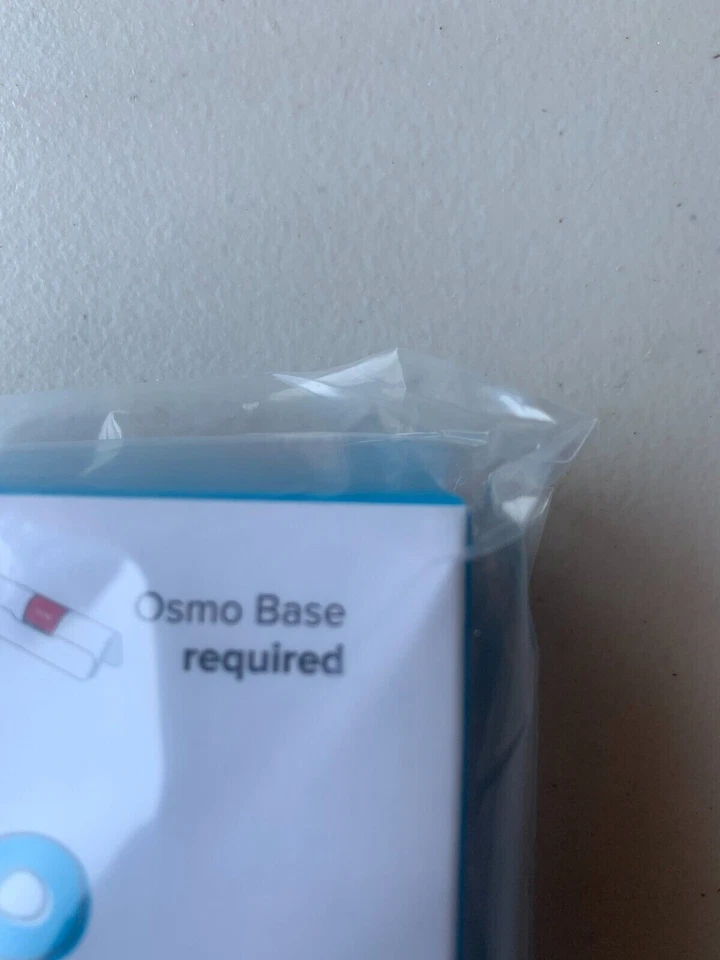 Osmo Base
required